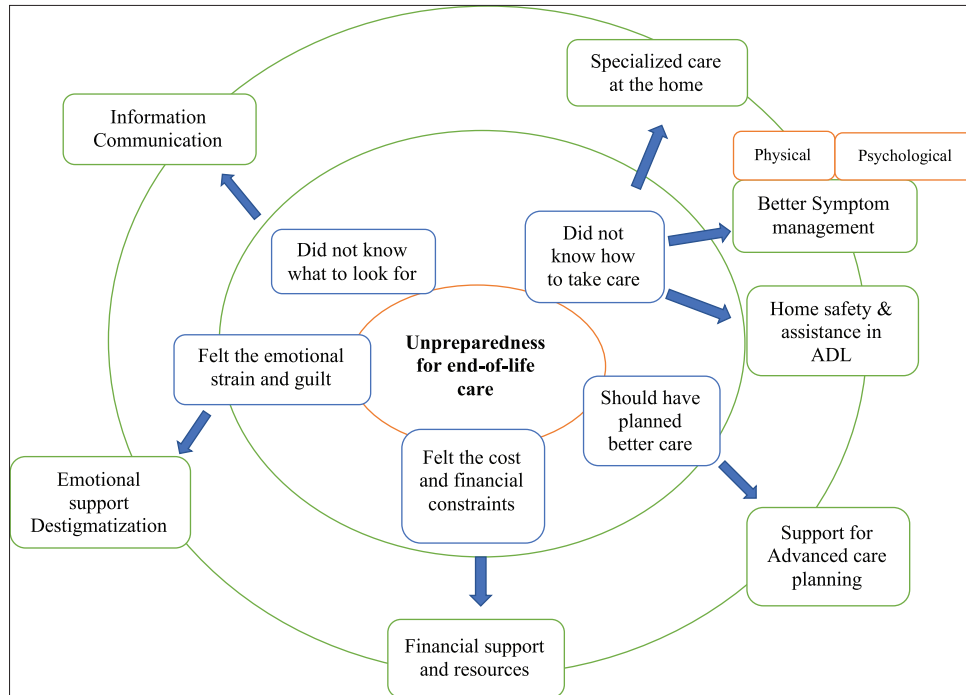 Specialized care
at the home
Information
Communication
Physical
Psychological
Better Symptom
management
Did not know
what to look for
Did not
know how
to take care
Home safety &
assistance in
ADL
Unpreparedness
for end-of-life
care
Felt the emotional
strain and guilt
Should have
planned
better care
Felt the cost
and financial
constraints
Emotional
support
Destigmatization
Support for
Advanced care
planning
Financial support
and resources